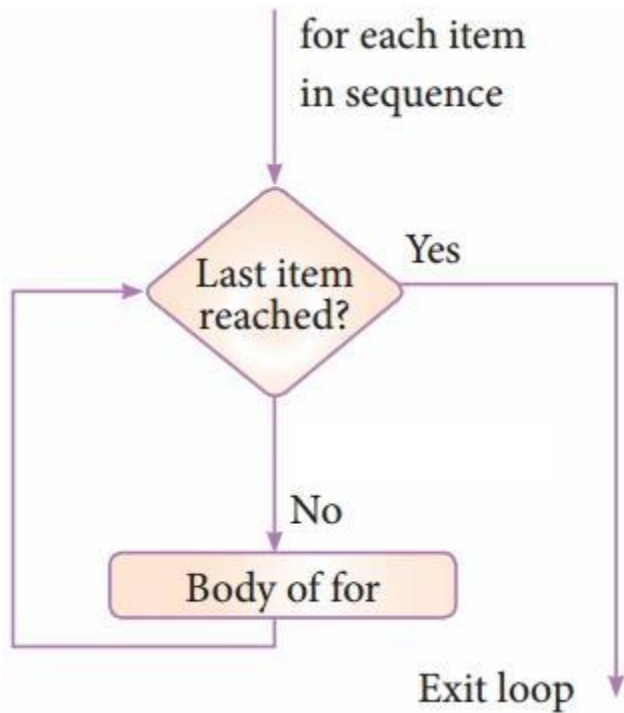 for each item
in sequence
Yes
Last item
reached?
No
Body of for
Exit loop